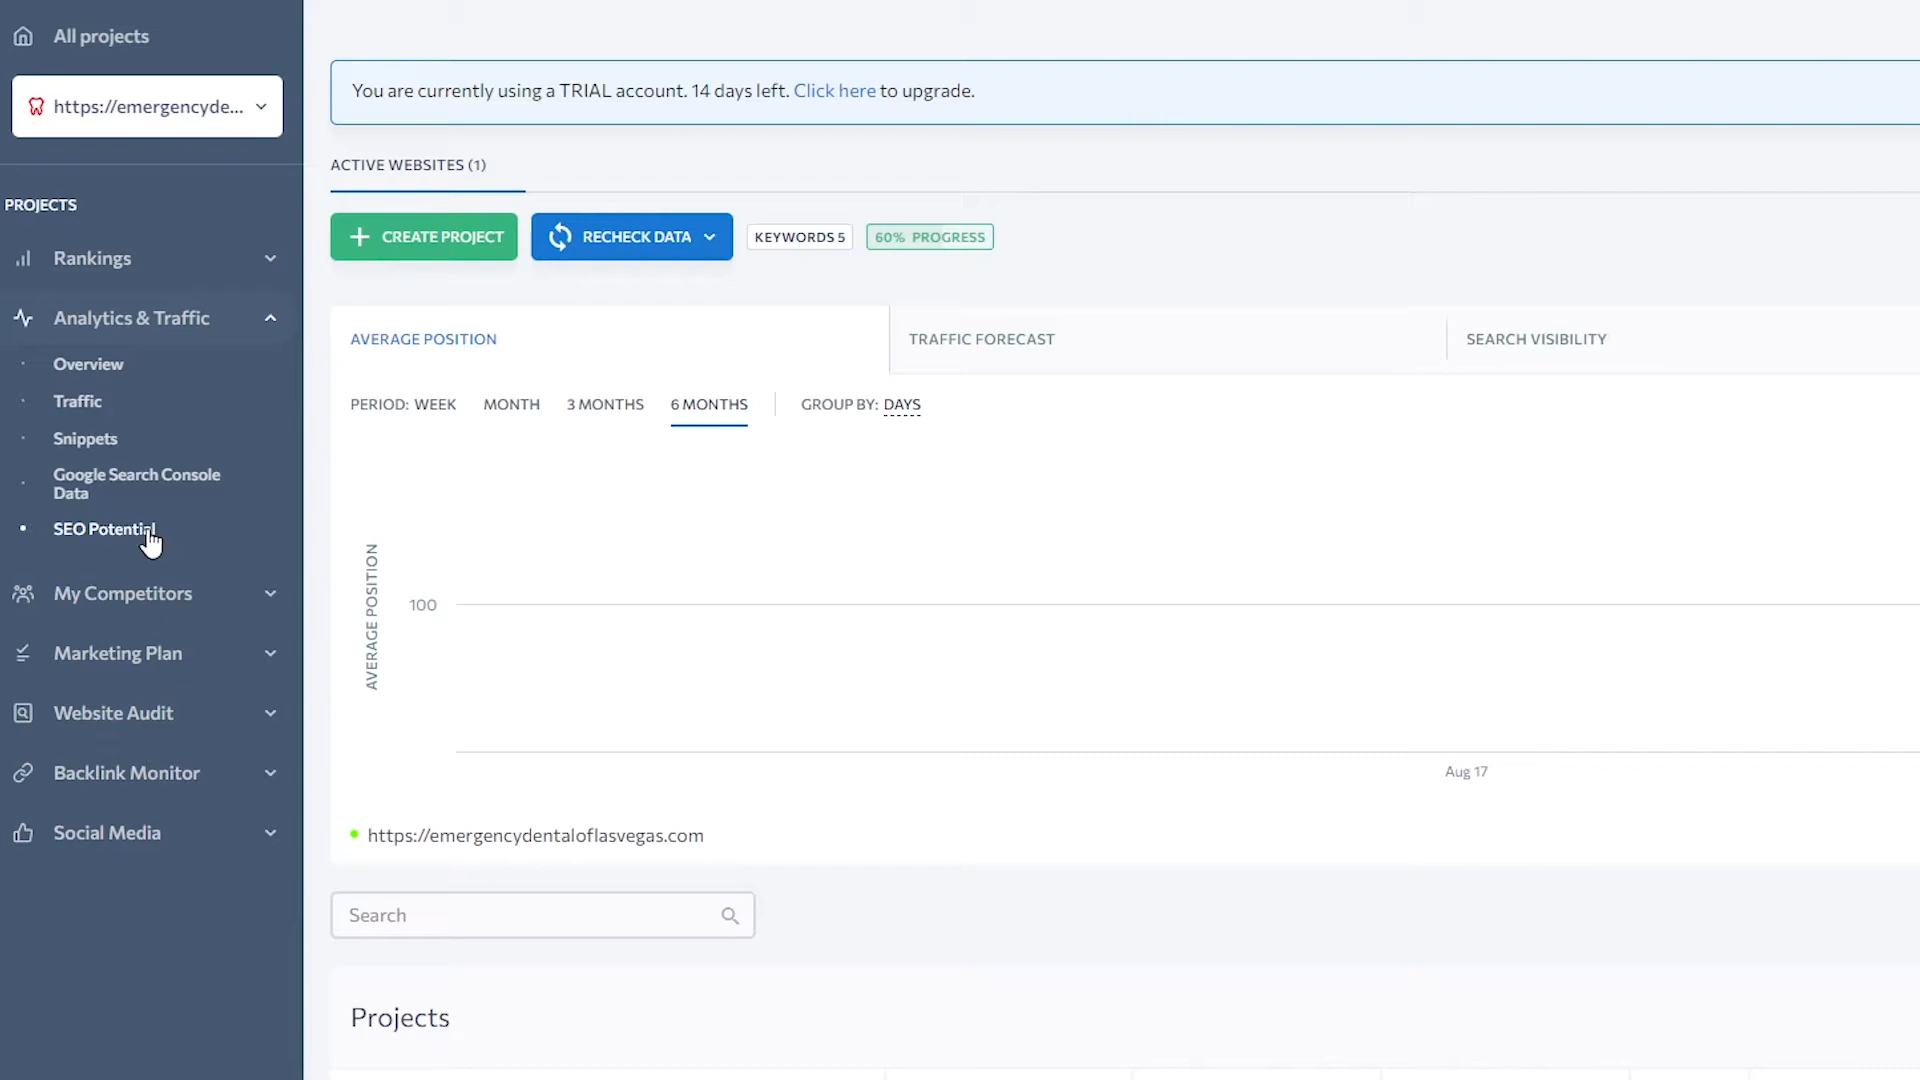 All projects
https://emergencyde...
PROJECTS
Rankings
Analytics & Traffic
Overview
Traffic
Snippets
Google Search Console
Data
SEO Potential
My Competitors
Marketing Plan
Website Audit
Backlink Monitor
Social Media
You are currently using a TRIAL account. 14 days left. Click here to upgrade.
ACTIVE WEBSITES (1)
CREATE PROJECT
RECHECK DATA
KEYWORDS 5
60% PROGRESS
AVERAGE POSITION
TRAFFIC FORECAST
SEARCH VISIBILITY
PERIOD: WEEK MONTH 3 MONTHS 6 MONTHS GROUP BY: DAYS
AVERAGE POSITION
100
Aug 17
https://emergencydentaloflasvegas.com
Search
Projects